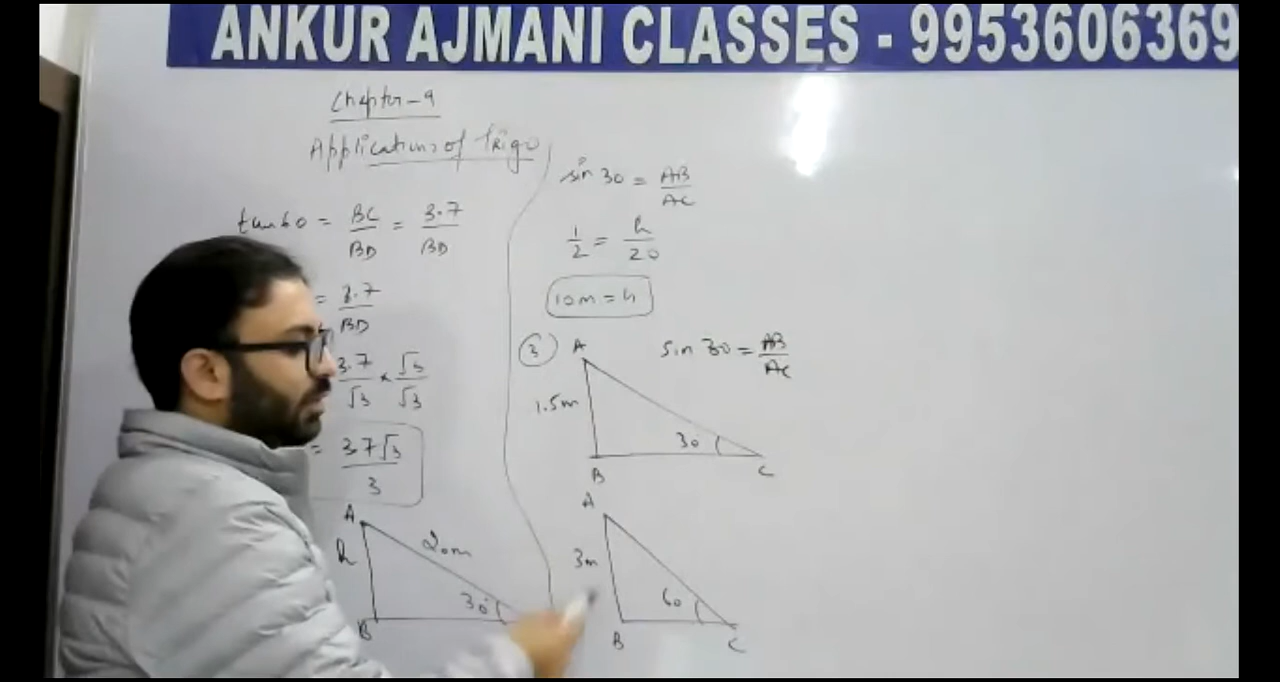 ANKUR AJMANI CLASSES - 9953606369
Chapter-9
Applications of Trigo
tan60 = BC/BD = 3.7/BD
= 3.7/BD
3.7/√3 × √3/√3
= 3.7√3/3
A
h
20m
30°
B
sin 30 = AB/AC
1/2 = h/20
10m = h
3
A
sin 30 = AB/AC
1.5m
30
B
C
A
3m
60
B
C